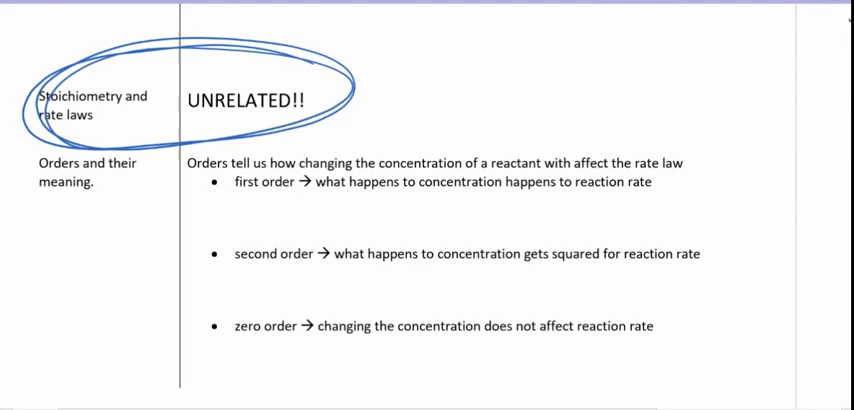 Stoichiometry and
rate laws
UNRELATED!!
Orders and their
meaning.
Orders tell us how changing the concentration of a reactant with affect the rate law
• first order → what happens to concentration happens to reaction rate
• second order → what happens to concentration gets squared for reaction rate
• zero order → changing the concentration does not affect reaction rate